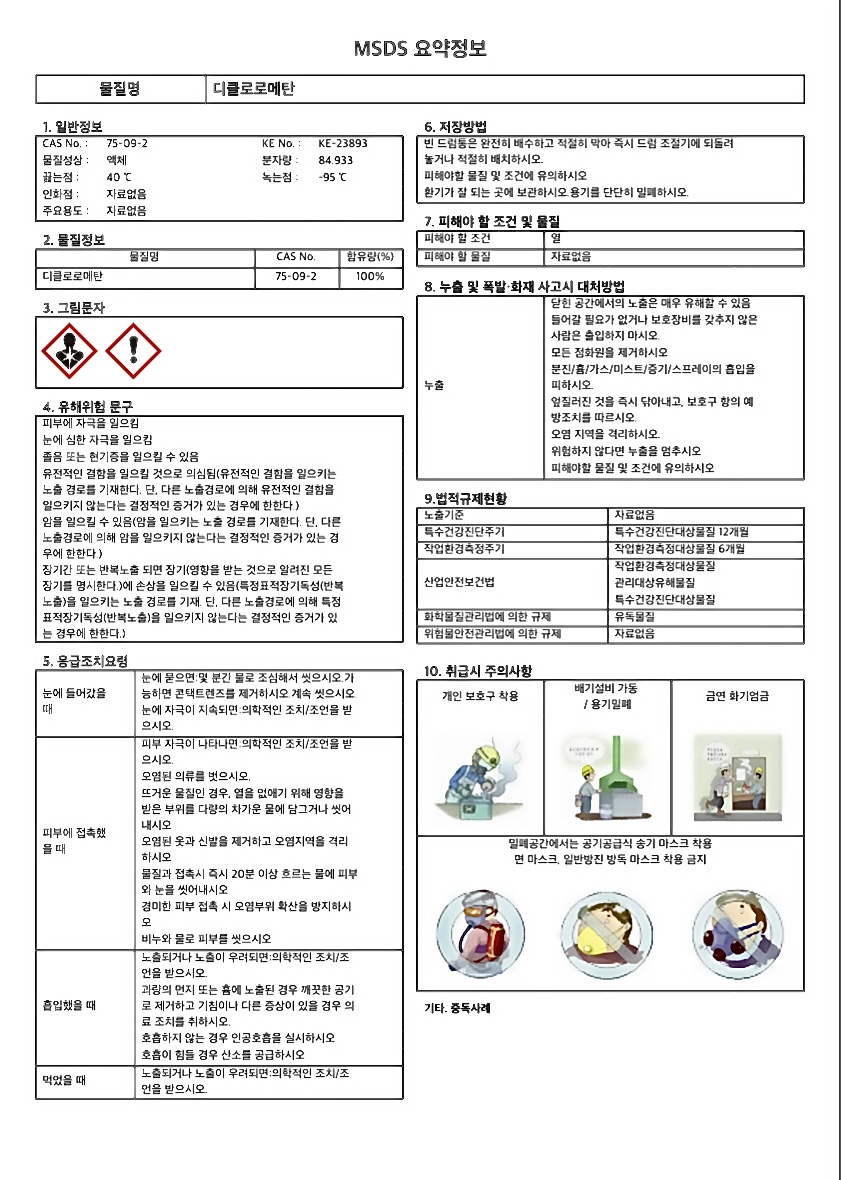 MSDS 요약정보
물질명 디클로로메탄
1. 일반정보
CAS No. : 75-09-2 KE No. : KE-23893
물질성상 : 액체 분자량 : 84.933
끓는점 : 40 ℃ 녹는점 : -95 ℃
인화점 : 자료없음
주요용도 : 자료없음
2. 물질정보
물질명 CAS No. 함유량(%)
디클로로메탄 75-09-2 100%
3. 그림문자
4. 유해위험 문구
피부에 자극을 일으킴
눈에 심한 자극을 일으킴
졸음 또는 현기증을 일으킬 수 있음
유전적인 결함을 일으킬 것으로 의심됨(유전적인 결함을 일으키는
노출 경로를 기재한다. 단, 다른 노출경로에 의해 유전적인 결함을
일으키지 않는다는 결정적인 증거가 있는 경우에 한한다.)
암을 일으킬 수 있음(암을 일으키는 노출 경로를 기재한다. 단, 다른
노출경로에 의해 암을 일으키지 않는다는 결정적인 증거가 있는 경
우에 한한다.)
장기간 또는 반복노출 되면 장기(영향을 받는 것으로 알려진 모든
장기를 명시한다.)에 손상을 일으킬 수 있음(특정표적장기독성(반복
노출)을 일으키는 노출 경로를 기재. 단, 다른 노출경로에 의해 특정
표적장기독성(반복노출)을 일으키지 않는다는 결정적인 증거가 있
는 경우에 한한다.)
5. 응급조치요령
눈에 들어갔을
때
눈에 묻으면:몇 분간 물로 조심해서 씻으시오.가
능하면 콘택트렌즈를 제거하시오.계속 씻으시오.
눈에 자극이 지속되면:의학적인 조치/조언을 받
으시오.
피부에 접촉했
을 때
피부 자극이 나타나면:의학적인 조치/조언을 받
으시오.
오염된 의류를 벗으시오.
뜨거운 물질인 경우, 열을 없애기 위해 영향을
받은 부위를 다량의 차가운 물에 담그거나 씻어
내시오
오염된 옷과 신발을 제거하고 오염지역을 격리
하시오
물질과 접촉시 즉시 20분 이상 흐르는 물에 피부
와 눈을 씻어내시오
경미한 피부 접촉 시 오염부위 확산을 방지하시
오
비누와 물로 피부를 씻으시오
흡입했을 때
노출되거나 노출이 우려되면:의학적인 조치/조
언을 받으시오.
과량의 먼지 또는 흄에 노출된 경우 깨끗한 공기
로 제거하고 기침이나 다른 증상이 있을 경우 의
료 조치를 취하시오.
호흡하지 않는 경우 인공호흡을 실시하시오
호흡이 힘들 경우 산소를 공급하시오
먹었을 때
노출되거나 노출이 우려되면:의학적인 조치/조
언을 받으시오.
6. 저장방법
빈 드럼통은 완전히 배수하고 적절히 막아 즉시 드럼 조절기에 되돌려
놓거나 적절히 배치하시오.
피해야할 물질 및 조건에 유의하시오
환기가 잘 되는 곳에 보관하시오.용기를 단단히 밀폐하시오.
7. 피해야 할 조건 및 물질
피해야 할 조건 열
피해야 할 물질 자료없음
8. 누출 및 폭발·화재 사고시 대처방법
누출
닫힌 공간에서의 노출은 매우 유해할 수 있음
들어갈 필요가 없거나 보호장비를 갖추지 않은
사람은 출입하지 마시오.
모든 점화원을 제거하시오
분진/흄/가스/미스트/증기/스프레이의 흡입을
피하시오.
엎질러진 것을 즉시 닦아내고, 보호구 항의 예
방조치를 따르시오.
오염 지역을 격리하시오.
위험하지 않다면 누출을 멈추시오
피해야할 물질 및 조건에 유의하시오
9.법적규제현황
노출기준 자료없음
특수건강진단주기 특수건강진단대상물질 12개월
작업환경측정주기 작업환경측정대상물질 6개월
산업안전보건법
작업환경측정대상물질
관리대상유해물질
특수건강진단대상물질
화학물질관리법에 의한 규제 유독물질
위험물안전관리법에 의한 규제 자료없음
10. 취급시 주의사항
개인 보호구 착용
배기설비 가동
/ 용기밀폐
금연 화기엄금
밀폐공간에서는 공기공급식 송기 마스크 착용
면 마스크, 일반방진 방독 마스크 착용 금지
기타. 중독사례